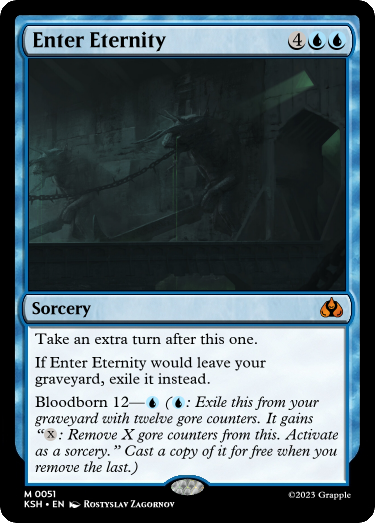 Enter Eternity 4
Sorcery
Take an extra turn after this one.
If Enter Eternity would leave your
graveyard, exile it instead.
Bloodborn 12— ( : Exile this from your
graveyard with twelve gore counters. It gains
“X: Remove X gore counters from this. Activate
as a sorcery.” Cast a copy of it for free when you
remove the last.)
M 0051
KSH • EN Rostyslav Zagornov
©2023 Grapple